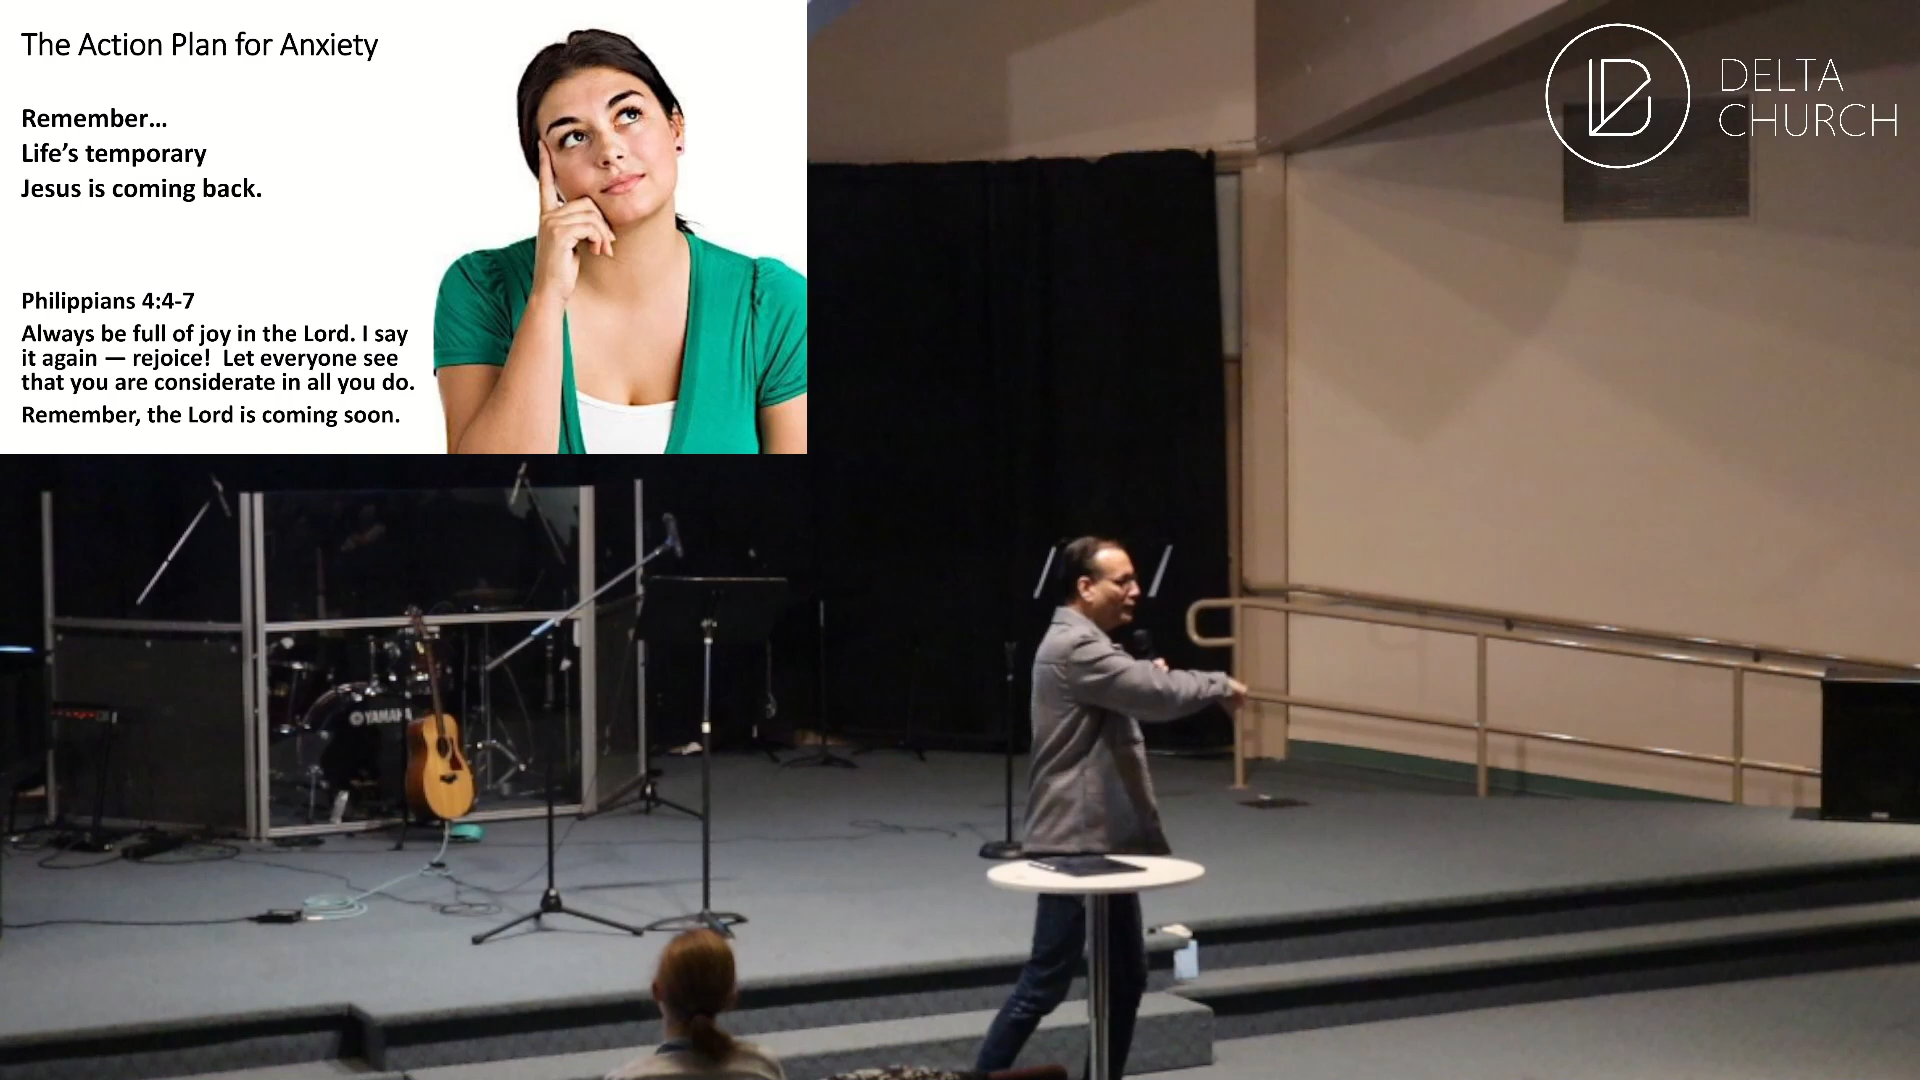 The Action Plan for Anxiety
Remember...
Life's temporary
Jesus is coming back.
Philippians 4:4-7
Always be full of joy in the Lord. I say
it again — rejoice!  Let everyone see
that you are considerate in all you do.
Remember, the Lord is coming soon.
DELTA
CHURCH
YAMAHA